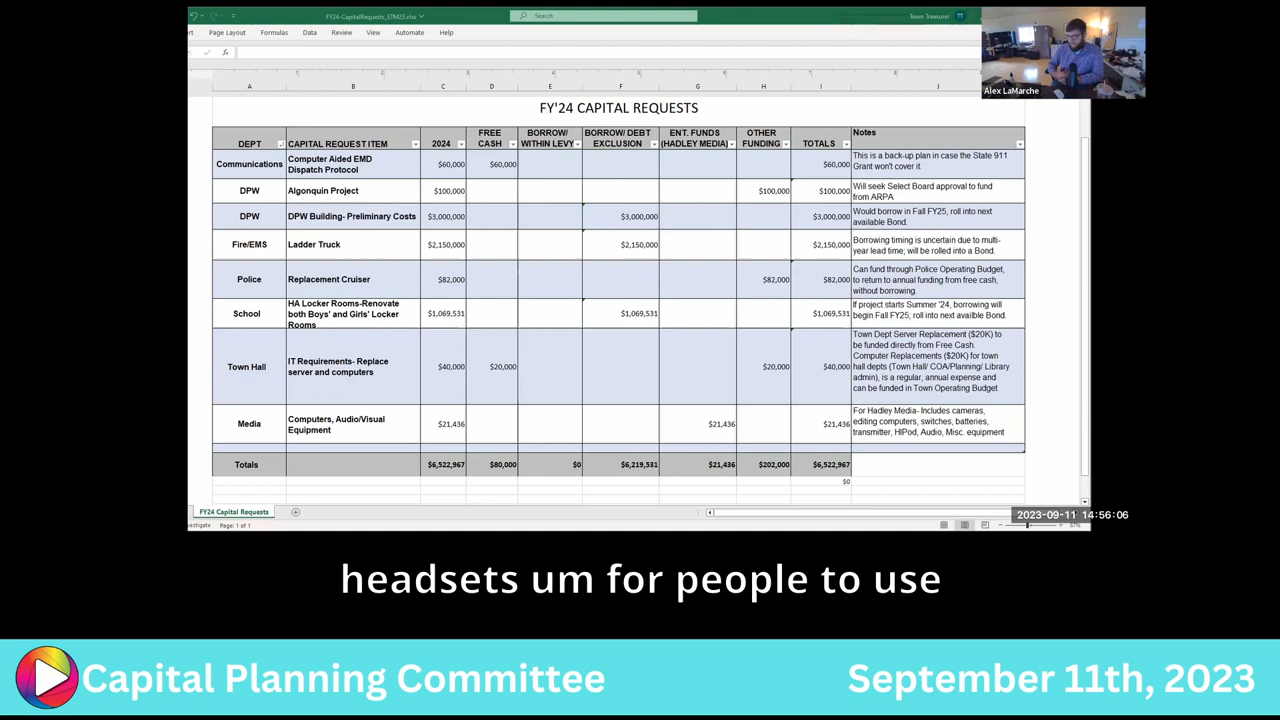 FY24-CapitalRequests_STM23.xlsx
Search
Town Treasurer TT
Page Layout Formulas Data Review View Automate Help
fx
A B C D E F G H I J
FY'24 CAPITAL REQUESTS
DEPT CAPITAL REQUEST ITEM 2024 FREE CASH BORROW/ WITHIN LEVY BORROW/ DEBT EXCLUSION ENT. FUNDS (HADLEY MEDIA) OTHER FUNDING TOTALS Notes
Communications Computer Aided EMD Dispatch Protocol $60,000 $60,000 $60,000 This is a back-up plan in case the State 911 Grant won't cover it.
DPW Algonquin Project $100,000 $100,000 $100,000 Will seek Select Board approval to fund from ARPA
DPW DPW Building- Preliminary Costs $3,000,000 $3,000,000 $3,000,000 Would borrow in Fall FY25, roll into next available Bond.
Fire/EMS Ladder Truck $2,150,000 $2,150,000 $2,150,000 Borrowing timing is uncertain due to multi-year lead time; will be rolled into a Bond.
Police Replacement Cruiser $82,000 $82,000 $82,000 Can fund through Police Operating Budget, to return to annual funding from free cash, without borrowing.
School HA Locker Rooms-Renovate both Boys' and Girls' Locker Rooms $1,069,531 $1,069,531 $1,069,531 If project starts Summer '24, borrowing will begin Fall FY25; roll into next availble Bond.
Town Hall IT Requirements- Replace server and computers $40,000 $20,000 $20,000 $40,000 Town Dept Server Replacement ($20K) to be funded directly from Free Cash. Computer Replacements ($20K) for town hall depts (Town Hall/ COA/Planning/ Library admin), is a regular, annual expense and can be funded in Town Operating Budget
Media Computers, Audio/Visual Equipment $21,436 $21,436 $21,436 For Hadley Media- Includes cameras, editing computers, switches, batteries, transmitter, HIPod, Audio, Misc. equipment
Totals $6,522,967 $80,000 $0 $6,219,531 $21,436 $202,000 $6,522,967
$0
FY24 Capital Requests
Page: 1 of 1
57%
Alex LaMarche
2023-09-11 14:56:06
headsets um for people to use
Capital Planning Committee
September 11th, 2023